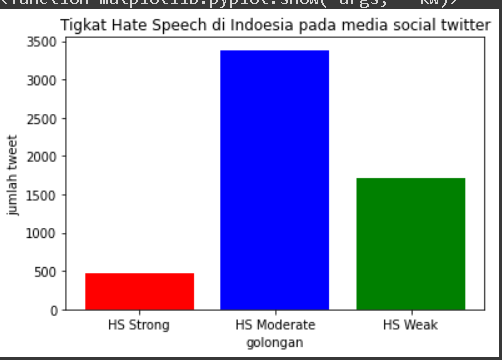 <function matplotlib.pyplot.show(*args, **kw)>
Tigkat Hate Speech di Indoesia pada media social twitter
3500
3000
2500
2000
1500
1000
500
0
jumlah tweet
HS Strong HS Moderate HS Weak
golongan